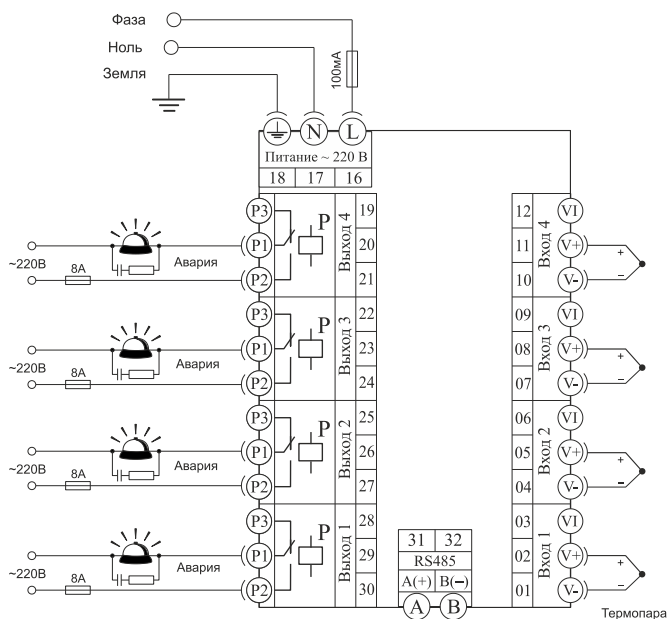 Фаза
Ноль
Земля
100мА
N
L
Питание ~ 220 В
18 17 16
P3 P 19 12 VI
~220В 8А Авария P1 Выход 4 20 11 Вход 4 V+ +
P2 21 10 V- −
P3 P 22 09 VI
~220В 8А Авария P1 Выход 3 23 08 Вход 3 V+ +
P2 24 07 V- −
P3 P 25 06 VI
~220В 8А Авария P1 Выход 2 26 05 Вход 2 V+ +
P2 27 04 V- −
P3 P 28 03 VI
~220В 8А Авария P1 Выход 1 29 02 Вход 1 V+ +
P2 30 01 V- −
31 32
RS485
A(+) B(−)
A B
Термопара